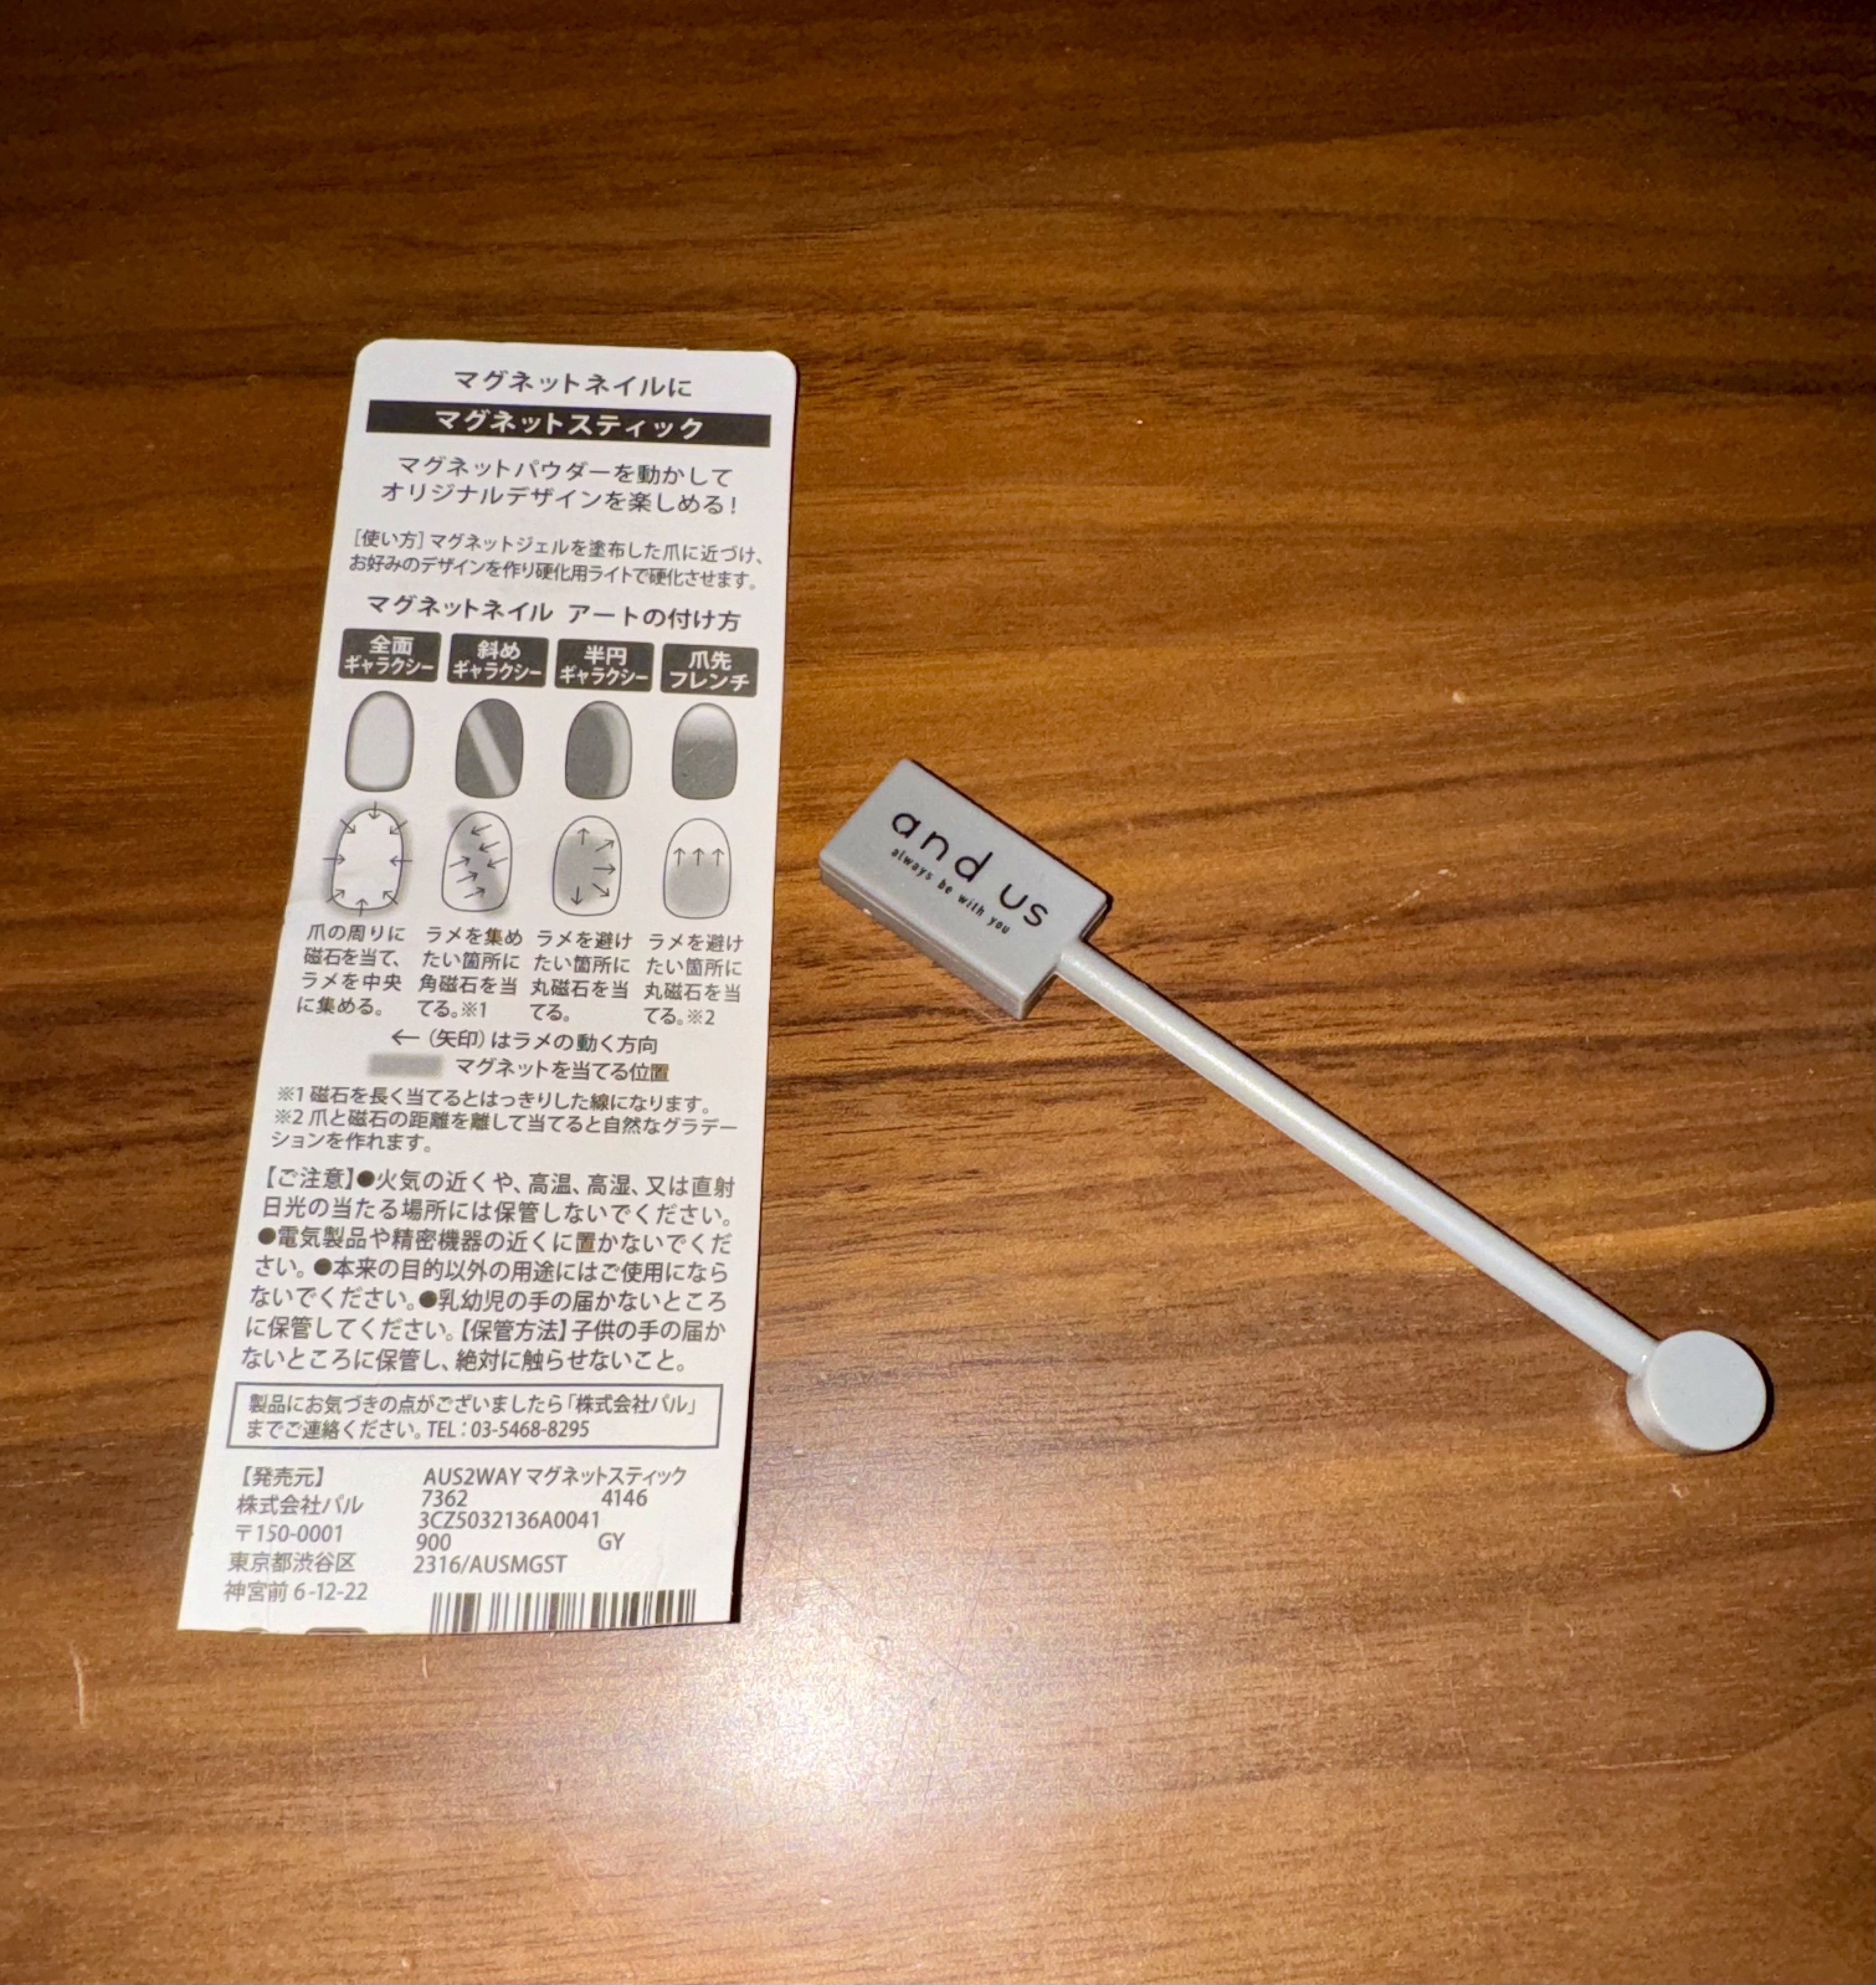 マグネットネイルに
マグネットスティック
マグネットパウダーを動かして
オリジナルデザインを楽しめる!
[使い方]マグネットジェルを塗布した爪に近づけ、
お好みのデザインを作り硬化用ライトで硬化させます。
マグネットネイル アートの付け方
全面
ギャラクシー
斜め
ギャラクシー
半円
ギャラクシー
爪先
フレンチ
爪の周りに
磁石を当て、
ラメを中央
に集める。
ラメを集め
たい箇所に
角磁石を当
てる。※1
ラメを避け
たい箇所に
丸磁石を当
てる。
ラメを避け
たい箇所に
丸磁石を当
てる。※2
←(矢印)はラメの動く方向
マグネットを当てる位置
※1 磁石を長く当てるとはっきりした線になります。
※2 爪と磁石の距離を離して当てると自然なグラデー
ションを作れます。
【ご注意】●火気の近くや、高温、高湿、又は直射
日光の当たる場所には保管しないでください。
●電気製品や精密機器の近くに置かないでくだ
さい。●本来の目的以外の用途にはご使用になら
ないでください。●乳幼児の手の届かないところ
に保管してください。【保管方法】子供の手の届か
ないところに保管し、絶対に触らせないこと。
製品にお気づきの点がございましたら「株式会社パル」
までご連絡ください。TEL:03-5468-8295
【発売元】
株式会社パル
〒150-0001
東京都渋谷区
神宮前 6-12-22
AUS2WAY マグネットスティック
7362 4146
3CZ5032136A0041
900 GY
2316/AUSMGST
and us
always be with you